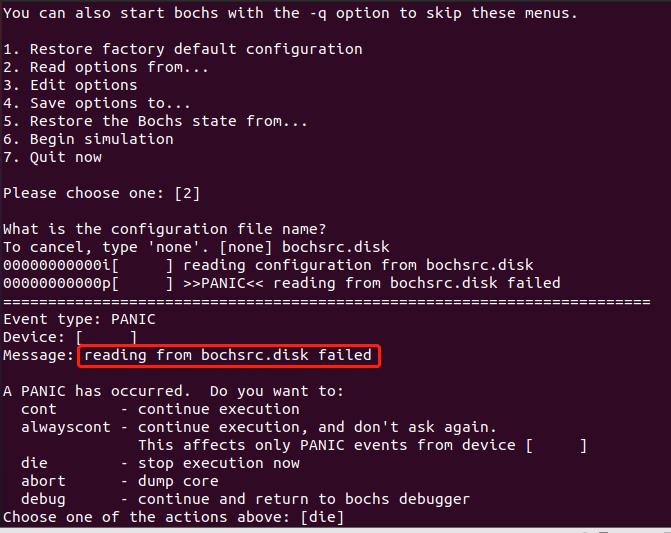 You can also start bochs with the -q option to skip these menus.
1. Restore factory default configuration
2. Read options from...
3. Edit options
4. Save options to...
5. Restore the Bochs state from...
6. Begin simulation
7. Quit now
Please choose one: [2]
What is the configuration file name?
To cancel, type 'none'. [none] bochsrc.disk
00000000000i[      ] reading configuration from bochsrc.disk
00000000000p[      ] >>PANIC<< reading from bochsrc.disk failed
========================================================================
Event type: PANIC
Device: [      ]
Message: reading from bochsrc.disk failed
A PANIC has occurred.  Do you want to:
  cont       - continue execution
  alwayscont - continue execution, and don't ask again.
               This affects only PANIC events from device [      ]
  die        - stop execution now
  abort      - dump core
  debug      - continue and return to bochs debugger
Choose one of the actions above: [die]